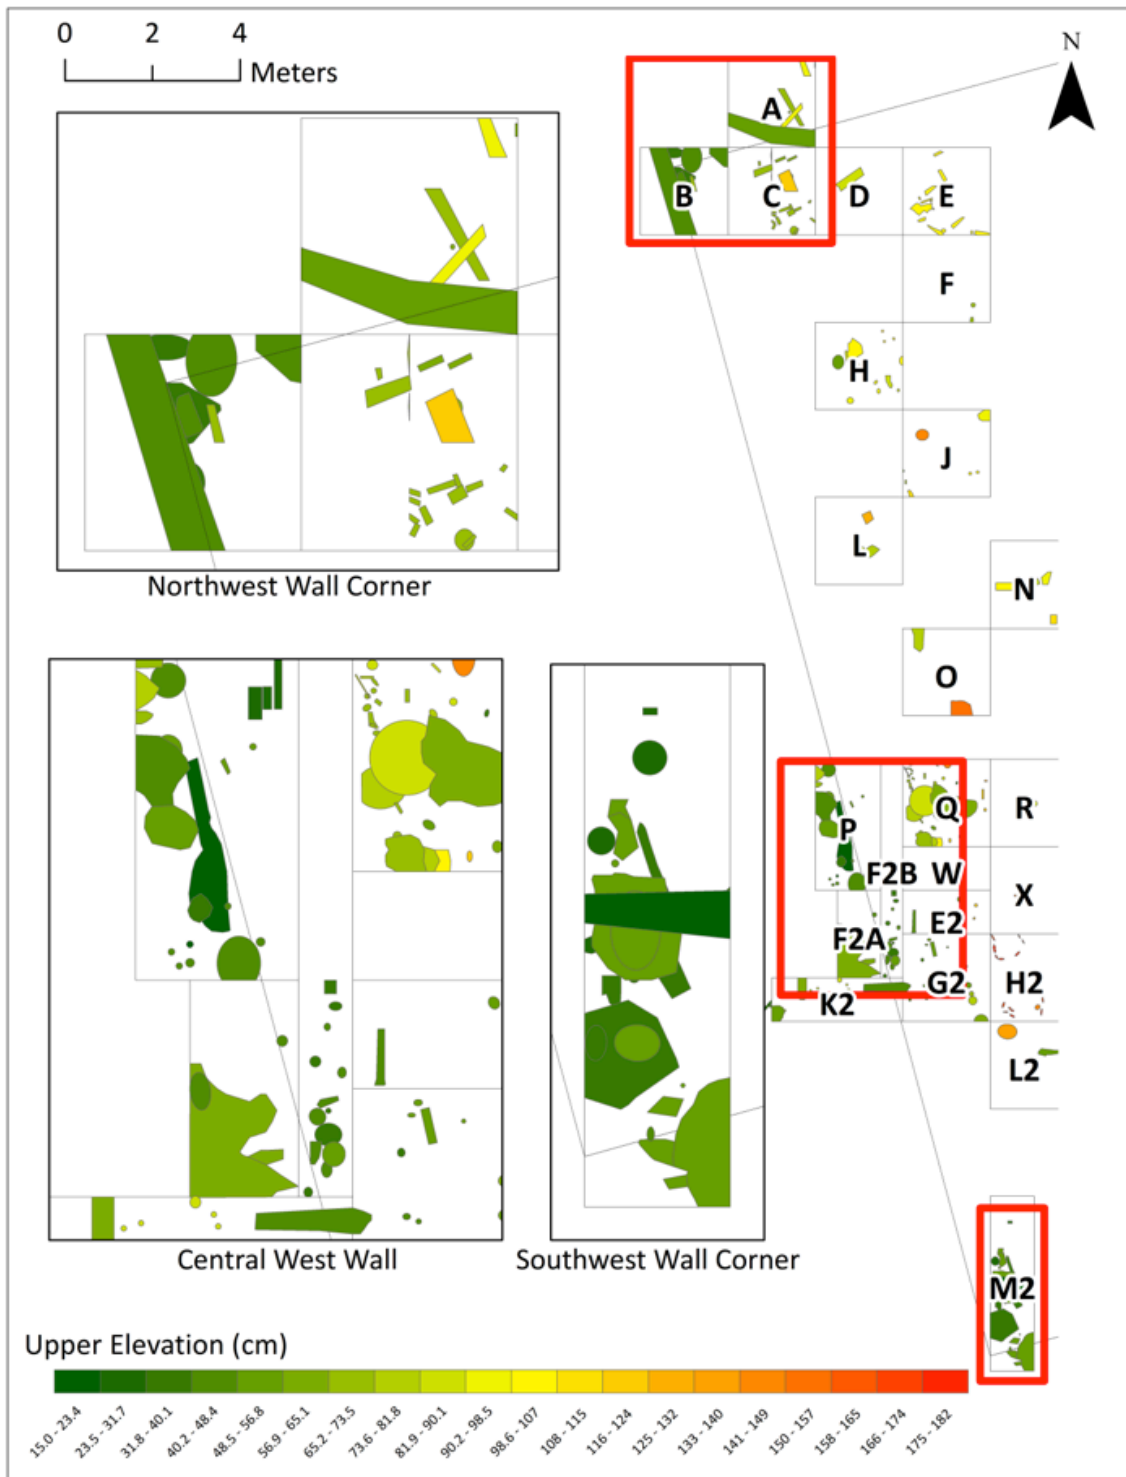 0 2 4
Meters
N
A
B C D E
F
H
J
L
N
O
Northwest Wall Corner
P Q R
F2B W X
F2A E2
K2 G2 H2
L2
M2
Central West Wall
Southwest Wall Corner
Upper Elevation (cm)
15.0 - 23.4
23.5 - 31.7
31.8 - 40.1
40.2 - 48.4
48.5 - 56.8
56.9 - 65.1
65.2 - 73.5
73.6 - 81.8
81.9 - 90.1
90.2 - 98.5
98.6 - 107
108 - 115
116 - 124
125 - 132
133 - 140
141 - 149
150 - 157
158 - 165
166 - 174
175 - 182